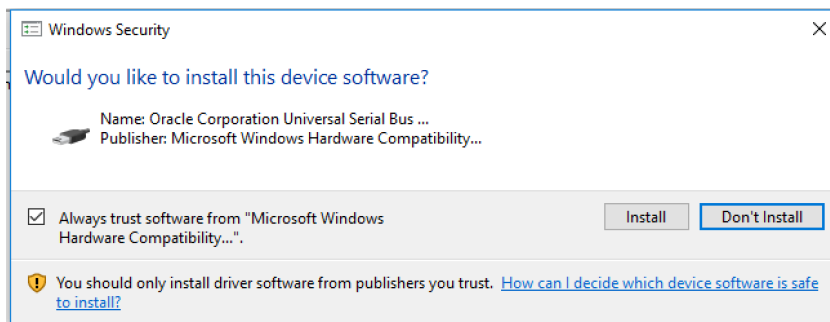 Windows Security
Would you like to install this device software?
Name: Oracle Corporation Universal Serial Bus ...
Publisher: Microsoft Windows Hardware Compatibility...
Always trust software from "Microsoft Windows
Hardware Compatibility...".
Install
Don't Install
You should only install driver software from publishers you trust. How can I decide which device software is safe
to install?